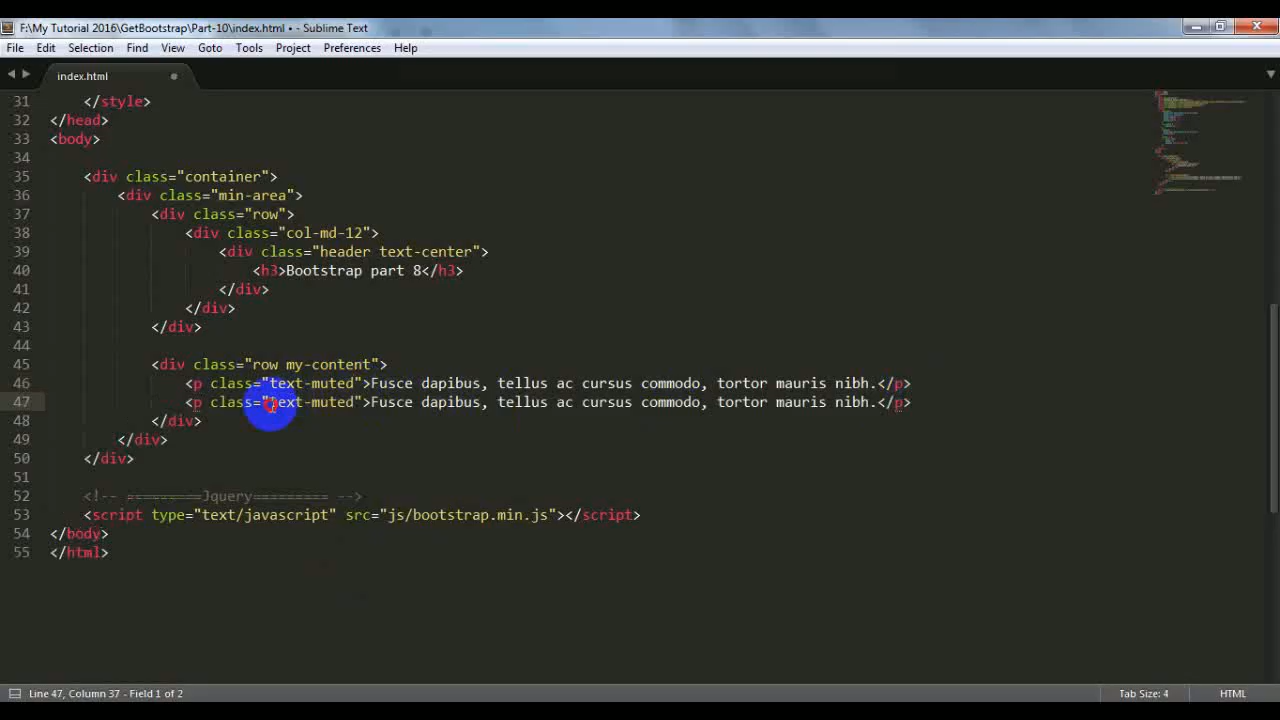 F:\My Tutorial 2016\GetBootstrap\Part-10\index.html • - Sublime Text
File Edit Selection Find View Goto Tools Project Preferences Help
index.html
31 </style>
32 </head>
33 <body>
34
35 <div class="container">
36 <div class="min-area">
37 <div class="row">
38 <div class="col-md-12">
39 <div class="header text-center">
40 <h3>Bootstrap part 8</h3>
41 </div>
42 </div>
43 </div>
44
45 <div class="row my-content">
46 <p class="text-muted">Fusce dapibus, tellus ac cursus commodo, tortor mauris nibh.</p>
47 <p class="text-muted">Fusce dapibus, tellus ac cursus commodo, tortor mauris nibh.</p>
48 </div>
49 </div>
50 </div>
51
52 <!-- =========Jquery========= -->
53 <script type="text/javascript" src="js/bootstrap.min.js"></script>
54 </body>
55 </html>
Line 47, Column 37 - Field 1 of 2 Tab Size: 4 HTML